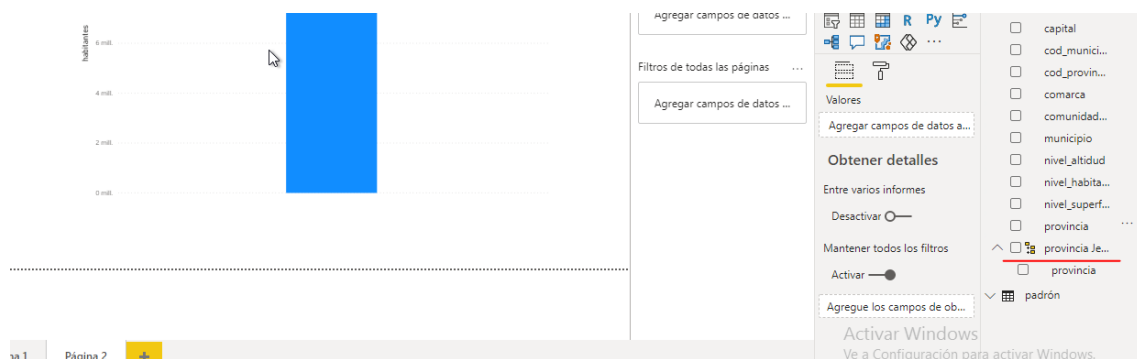 habitantes
6 mill.
4 mill.
2 mill.
0 mill.
Página 2
Agregar campos de datos ...
Filtros de todas las páginas ...
Agregar campos de datos ...
R Py
...
Valores
Agregar campos de datos a...
Obtener detalles
Entre varios informes
Desactivar
Mantener todos los filtros
Activar
Agregue los campos de ob...
capital
cod_munici...
cod_provin...
comarca
comunidad...
municipio
nivel_altidud
nivel_habita...
nivel_superf...
provincia ...
provincia Je...
provincia
padrón
Activar Windows
Ve a Configuración para activar Windows.